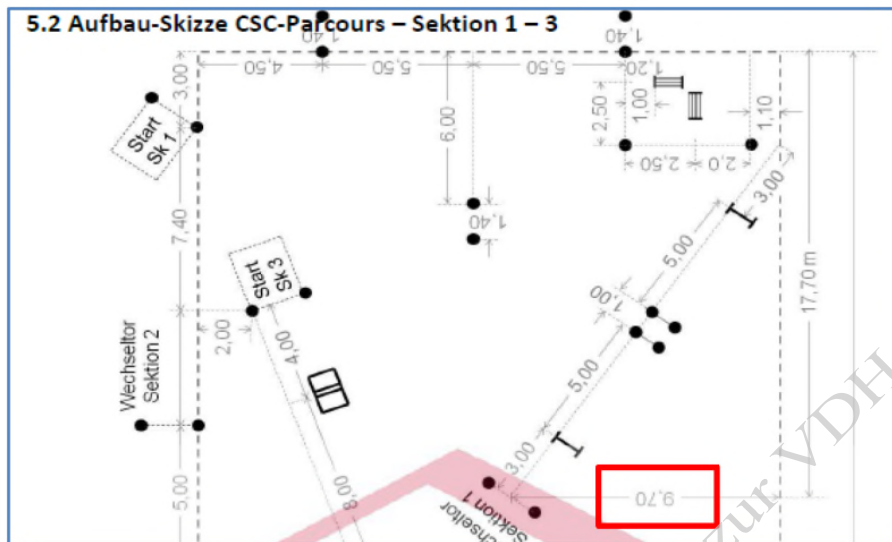 5.2 Aufbau-Skizze CSC-Parcours – Sektion 1 – 3
1,40
1,40
4,50
5,50
5,50
1,20
3,00
Start
Sk 1
6,00
2,50
1,00
1,10
2,50
2,0
3,00
7,40
1,40
5,00
Start
Sk 3
1,00
17,70 m
2,00
4,00
Wechseltor
Sektion 2
5,00
5,00
3,00
8,00
9,70
chseltor
Sektion 1
zur VDH